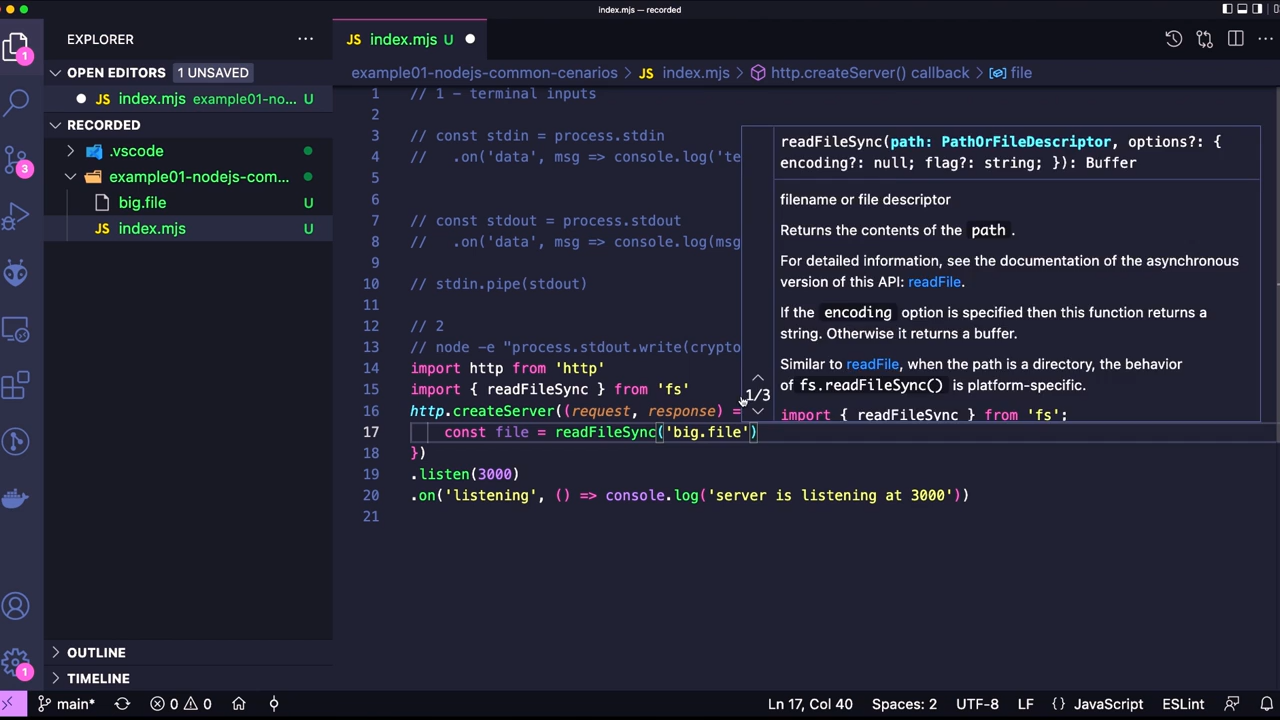 index.mjs — recorded
EXPLORER
OPEN EDITORS 1 UNSAVED
JS index.mjs example01-no... U
RECORDED
.vscode
example01-nodejs-com...
big.file U
JS index.mjs U
OUTLINE
TIMELINE
1
3
1
JS index.mjs U
example01-nodejs-common-cenarios > JS index.mjs > http.createServer() callback > file
1 // 1 - terminal inputs
2
3 // const stdin = process.stdin
4 // .on('data', msg => console.log('te
5
6
7 // const stdout = process.stdout
8 // .on('data', msg => console.log(msg
9
10 // stdin.pipe(stdout)
11
12 // 2
13 // node -e "process.stdout.write(crypto
14 import http from 'http'
15 import { readFileSync } from 'fs'
16 http.createServer((request, response) =
17 const file = readFileSync('big.file')
18 })
19 .listen(3000)
20 .on('listening', () => console.log('server is listening at 3000'))
21
1/3
readFileSync(path: PathOrFileDescriptor, options?: {
encoding?: null; flag?: string; }): Buffer
filename or file descriptor
Returns the contents of the path .
For detailed information, see the documentation of the asynchronous
version of this API: readFile.
If the encoding option is specified then this function returns a
string. Otherwise it returns a buffer.
Similar to readFile, when the path is a directory, the behavior
of fs.readFileSync() is platform-specific.
import { readFileSync } from 'fs';
main* 0 0 Ln 17, Col 40 Spaces: 2 UTF-8 LF {} JavaScript ESLint